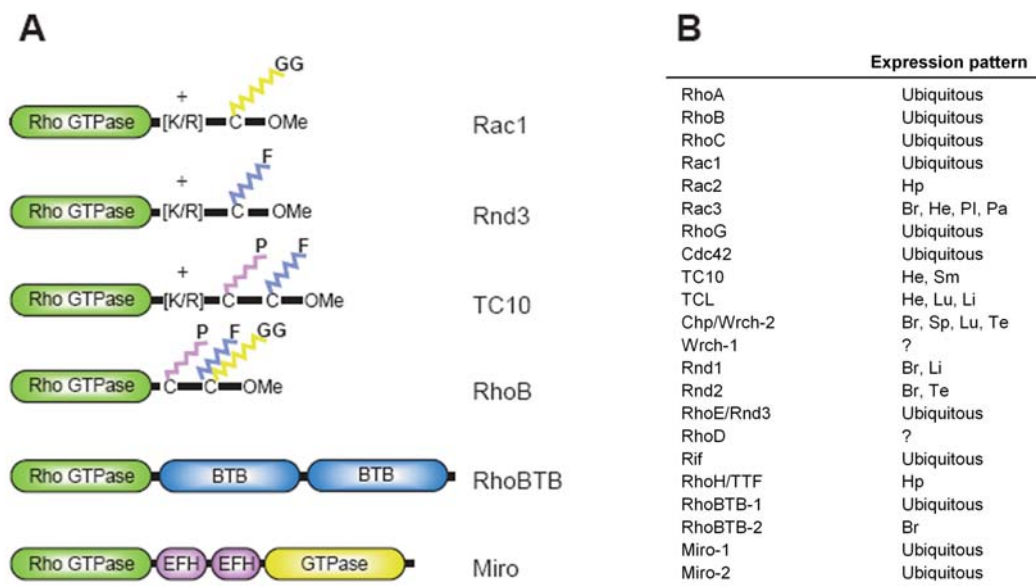 A
GG
+
Rho GTPase [K/R] C OMe Rac1
F
+
Rho GTPase [K/R] C OMe Rnd3
P F
+
Rho GTPase [K/R] C C OMe TC10
P F GG
Rho GTPase C C OMe RhoB
Rho GTPase BTB BTB RhoBTB
Rho GTPase EFH EFH GTPase Miro
B
Expression pattern
RhoA Ubiquitous
RhoB Ubiquitous
RhoC Ubiquitous
Rac1 Ubiquitous
Rac2 Hp
Rac3 Br, He, Pl, Pa
RhoG Ubiquitous
Cdc42 Ubiquitous
TC10 He, Sm
TCL He, Lu, Li
Chp/Wrch-2 Br, Sp, Lu, Te
Wrch-1 ?
Rnd1 Br, Li
Rnd2 Br, Te
RhoE/Rnd3 Ubiquitous
RhoD ?
Rif Ubiquitous
RhoH/TTF Hp
RhoBTB-1 Ubiquitous
RhoBTB-2 Br
Miro-1 Ubiquitous
Miro-2 Ubiquitous